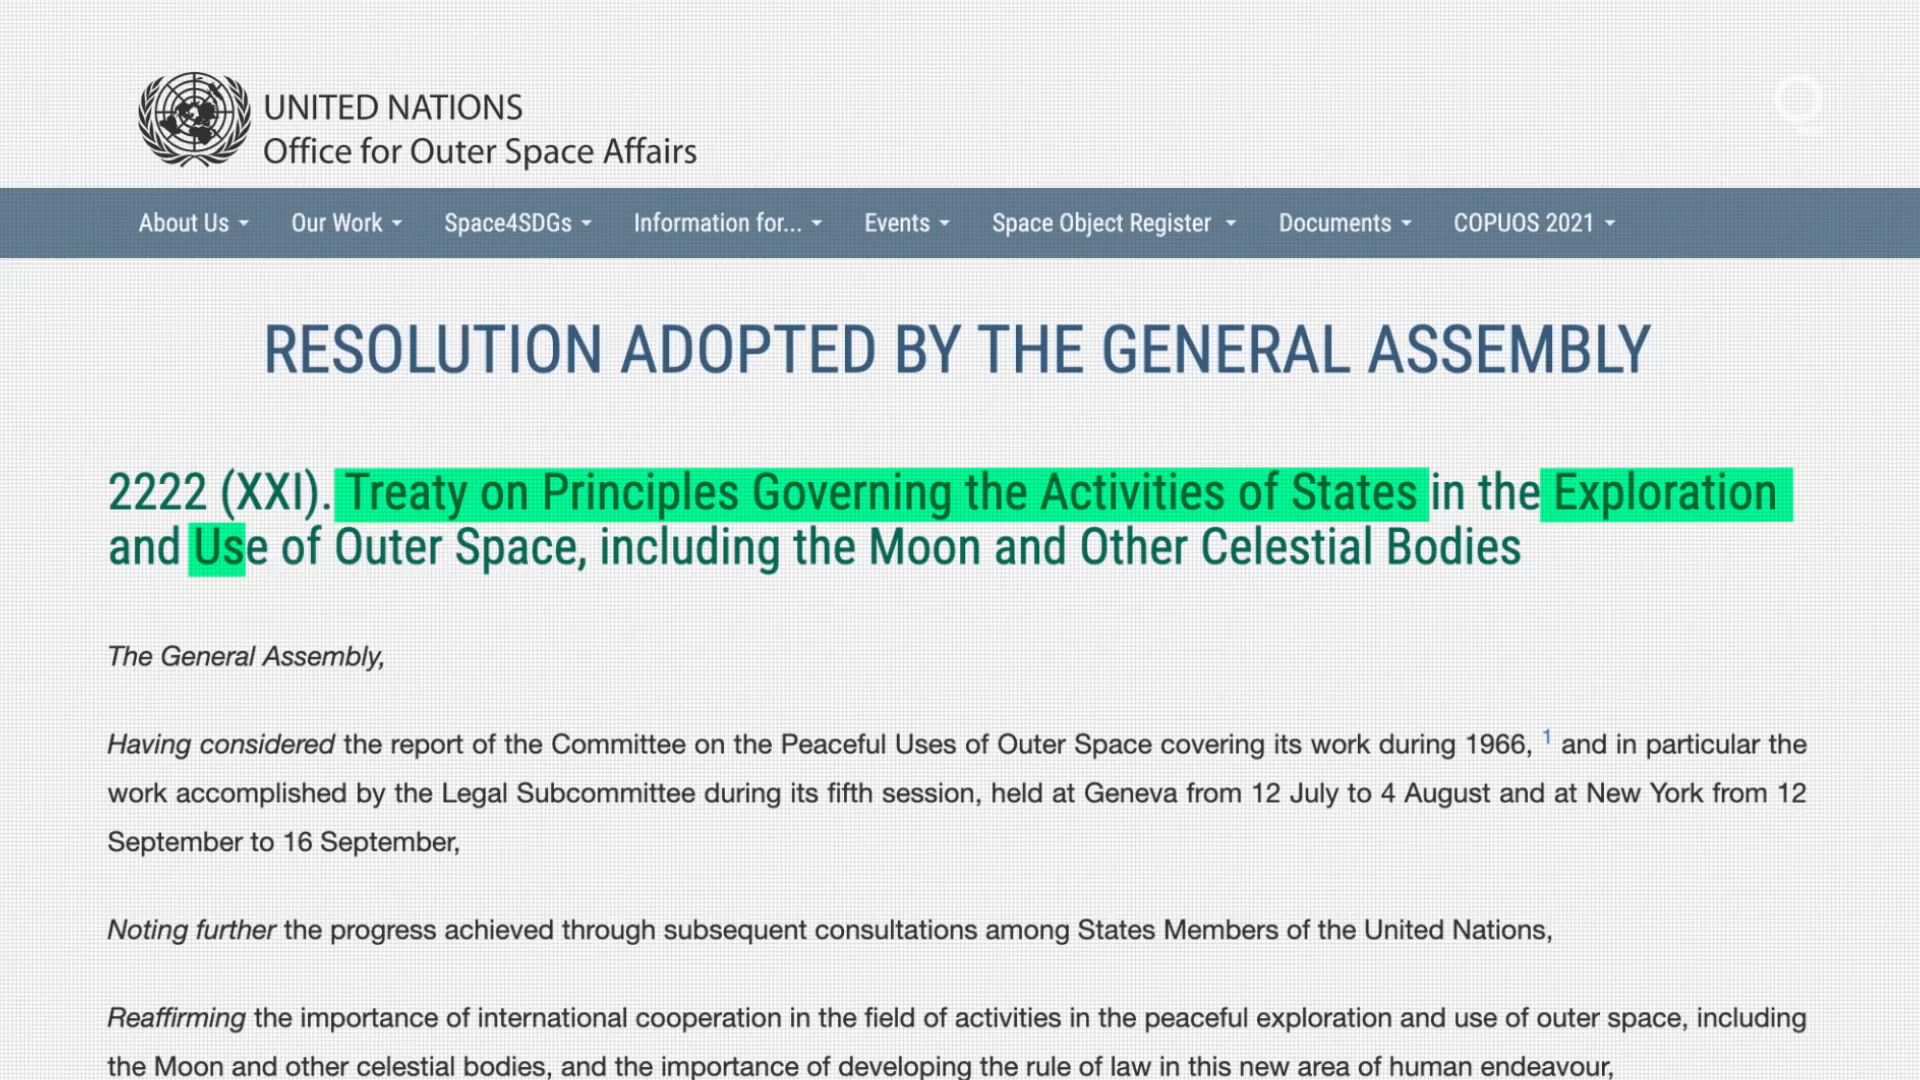 UNITED NATIONS
Office for Outer Space Affairs
About Us Our Work Space4SDGs Information for... Events Space Object Register Documents COPUOS 2021
RESOLUTION ADOPTED BY THE GENERAL ASSEMBLY
2222 (XXI). Treaty on Principles Governing the Activities of States in the Exploration
and Use of Outer Space, including the Moon and Other Celestial Bodies
The General Assembly,
Having considered the report of the Committee on the Peaceful Uses of Outer Space covering its work during 1966, 1 and in particular the
work accomplished by the Legal Subcommittee during its fifth session, held at Geneva from 12 July to 4 August and at New York from 12
September to 16 September,
Noting further the progress achieved through subsequent consultations among States Members of the United Nations,
Reaffirming the importance of international cooperation in the field of activities in the peaceful exploration and use of outer space, including
the Moon and other celestial bodies, and the importance of developing the rule of law in this new area of human endeavour,